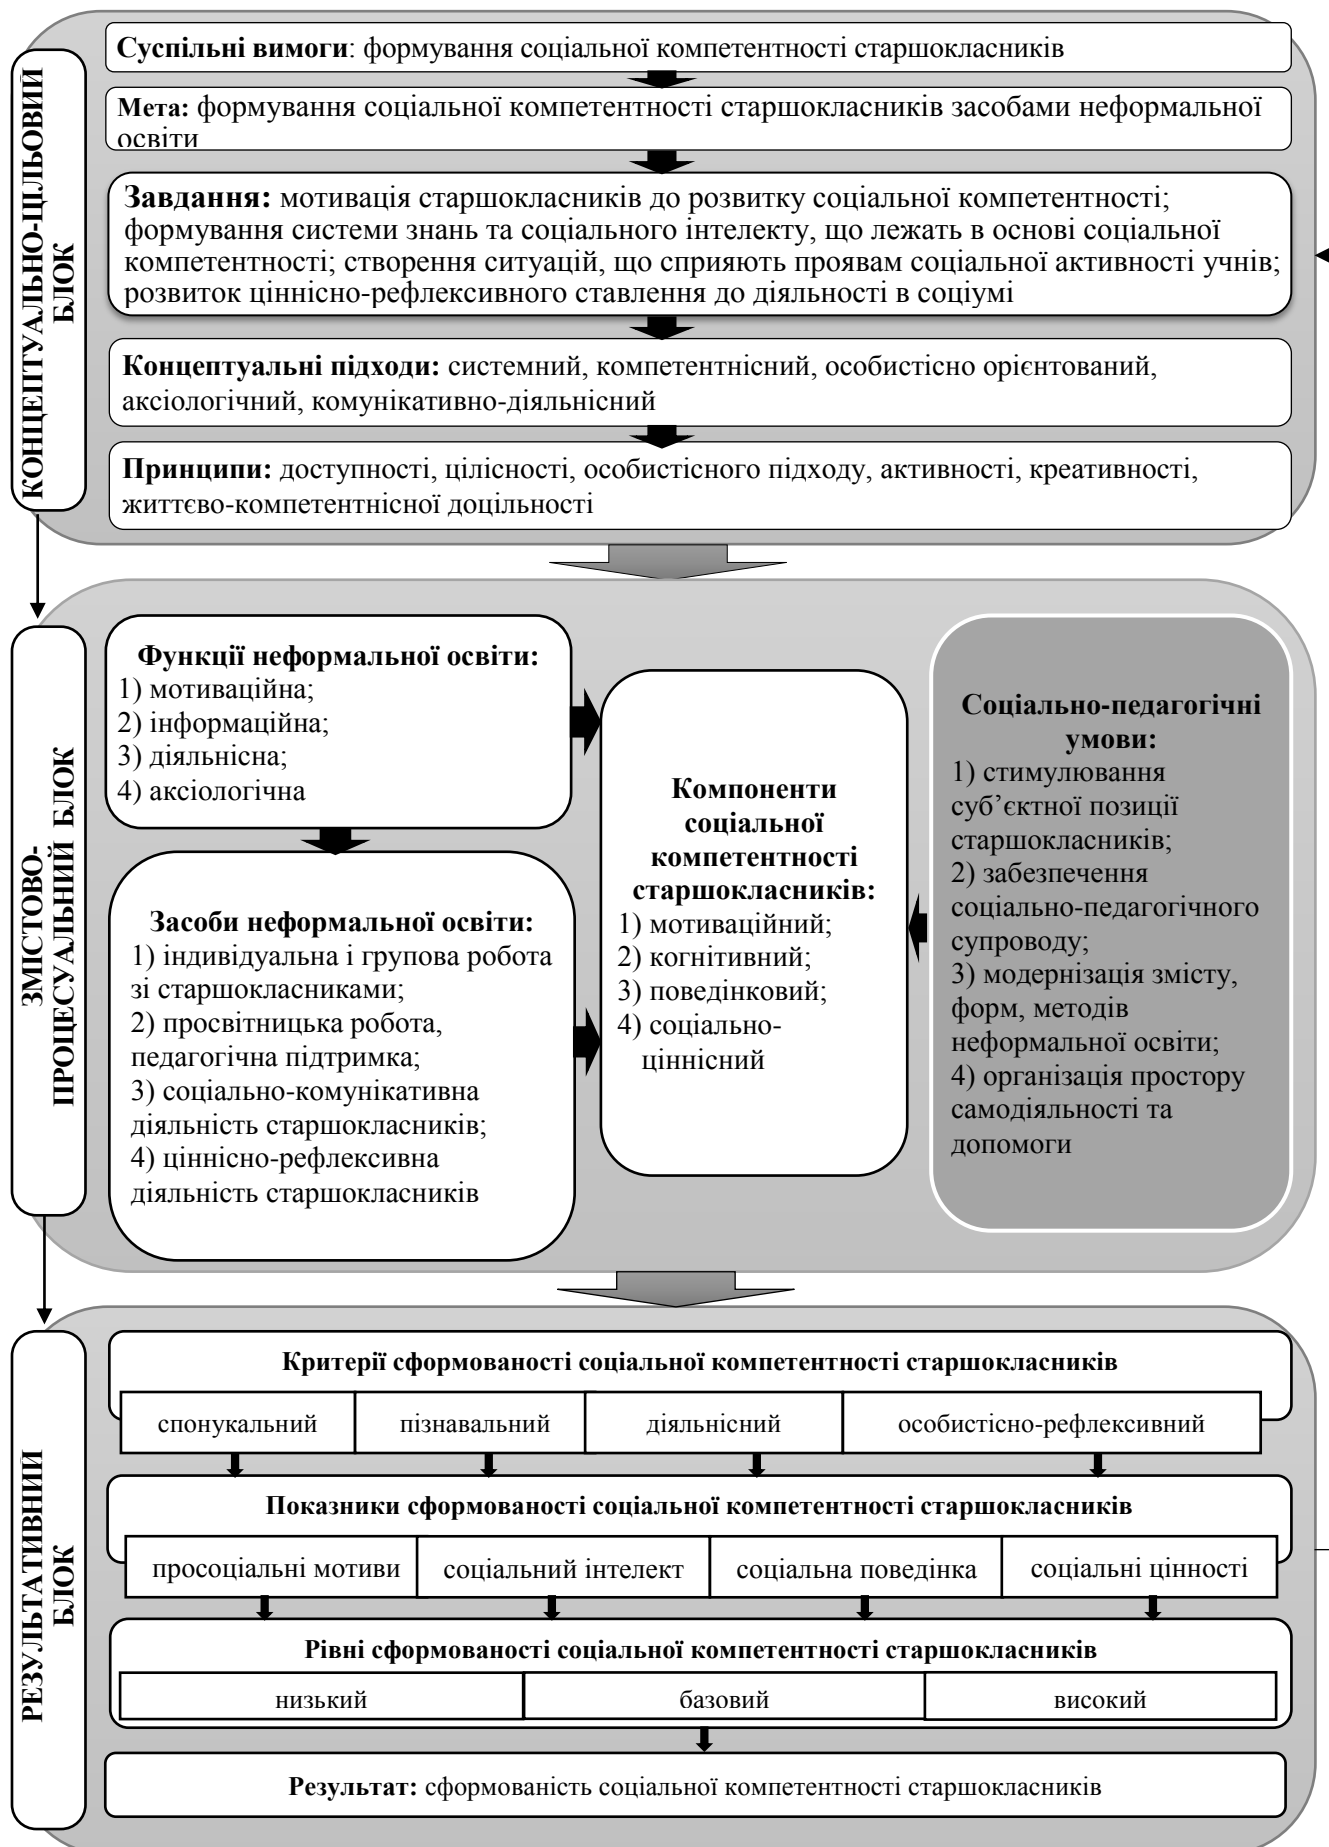 КОНЦЕПТУАЛЬНО-ЦІЛЬОВИЙ
БЛОК
Суспільні вимоги: формування соціальної компетентності старшокласників
Мета: формування соціальної компетентності старшокласників засобами неформальної
освіти
Завдання: мотивація старшокласників до розвитку соціальної компетентності;
формування системи знань та соціального інтелекту, що лежать в основі соціальної
компетентності; створення ситуацій, що сприяють проявам соціальної активності учнів;
розвиток ціннісно-рефлексивного ставлення до діяльності в соціумі
Концептуальні підходи: системний, компетентнісний, особистісно орієнтований,
аксіологічний, комунікативно-діяльнісний
Принципи: доступності, цілісності, особистісного підходу, активності, креативності,
життєво-компетентнісної доцільності
ЗМІСТОВО-
ПРОЦЕСУАЛЬНИЙ БЛОК
Функції неформальної освіти:
1) мотиваційна;
2) інформаційна;
3) діяльнісна;
4) аксіологічна
Засоби неформальної освіти:
1) індивідуальна і групова робота
зі старшокласниками;
2) просвітницька робота,
педагогічна підтримка;
3) соціально-комунікативна
діяльність старшокласників;
4) ціннісно-рефлексивна
діяльність старшокласників
Компоненти
соціальної
компетентності
старшокласників:
1) мотиваційний;
2) когнітивний;
3) поведінковий;
4) соціально-
ціннісний
Соціально-педагогічні
умови:
1) стимулювання
суб’єктної позиції
старшокласників;
2) забезпечення
соціально-педагогічного
супроводу;
3) модернізація змісту,
форм, методів
неформальної освіти;
4) організація простору
самодіяльності та
допомоги
РЕЗУЛЬТАТИВНИЙ
БЛОК
Критерії сформованості соціальної компетентності старшокласників
спонукальний пізнавальний діяльнісний особистісно-рефлексивний
Показники сформованості соціальної компетентності старшокласників
просоціальні мотиви соціальний інтелект соціальна поведінка соціальні цінності
Рівні сформованості соціальної компетентності старшокласників
низький базовий високий
Результат: сформованість соціальної компетентності старшокласників